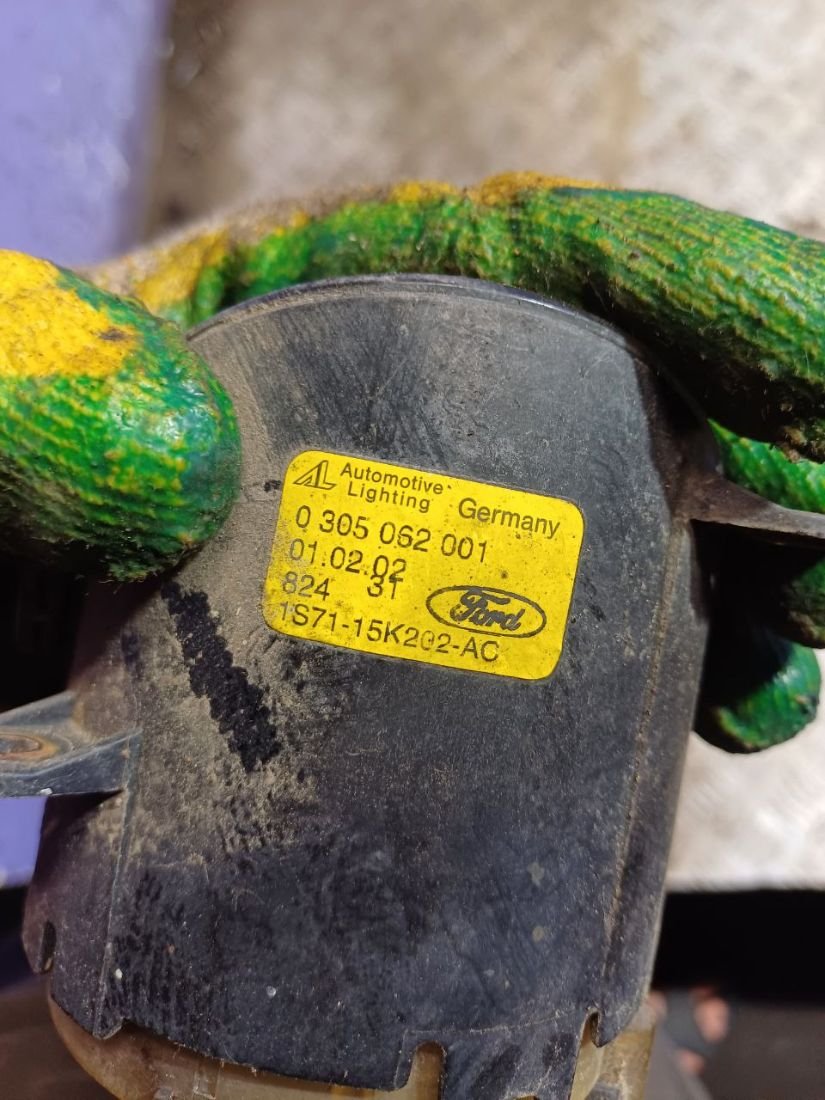 AL Automotive Lighting Germany
0 305 062 001
01.02.02
824 31
Ford
1S71-15K202-AC